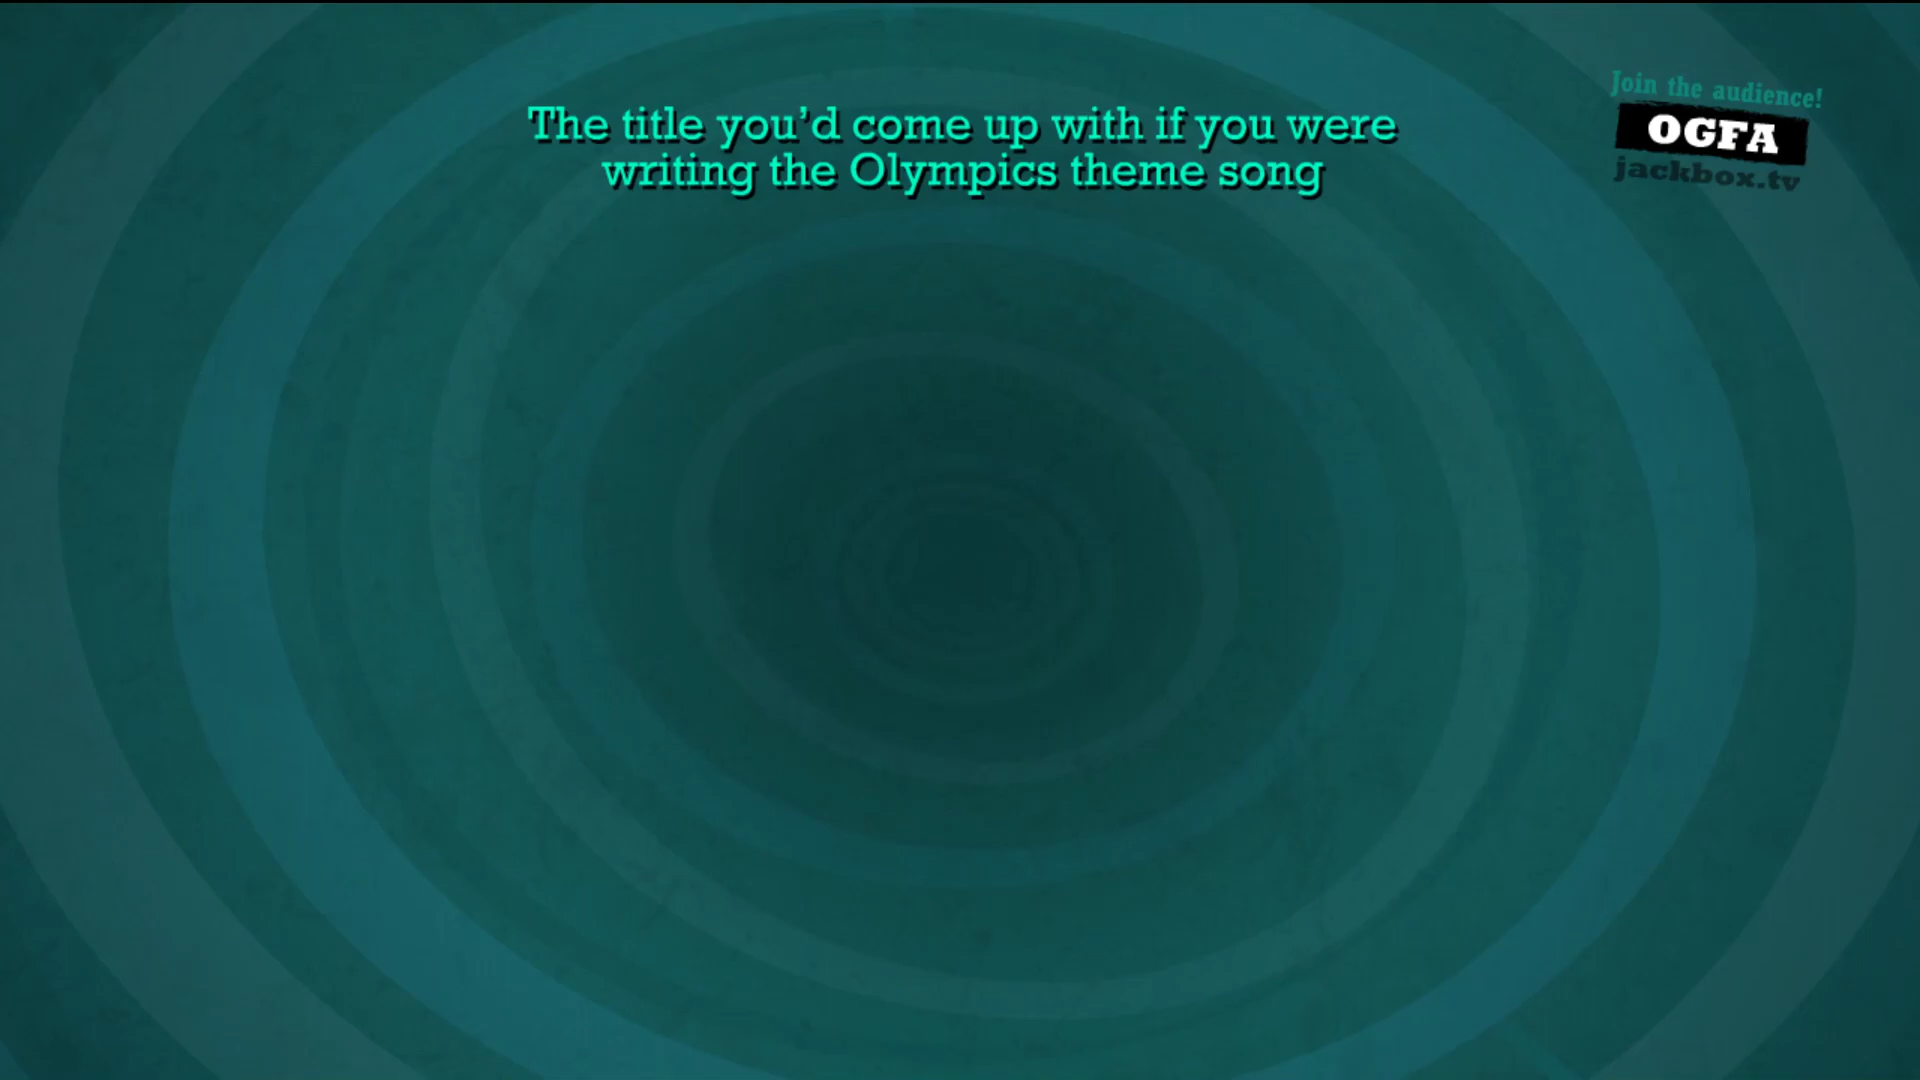 The title you’d come up with if you were
writing the Olympics theme song
Join the audience!
OGFA
jackbox.tv